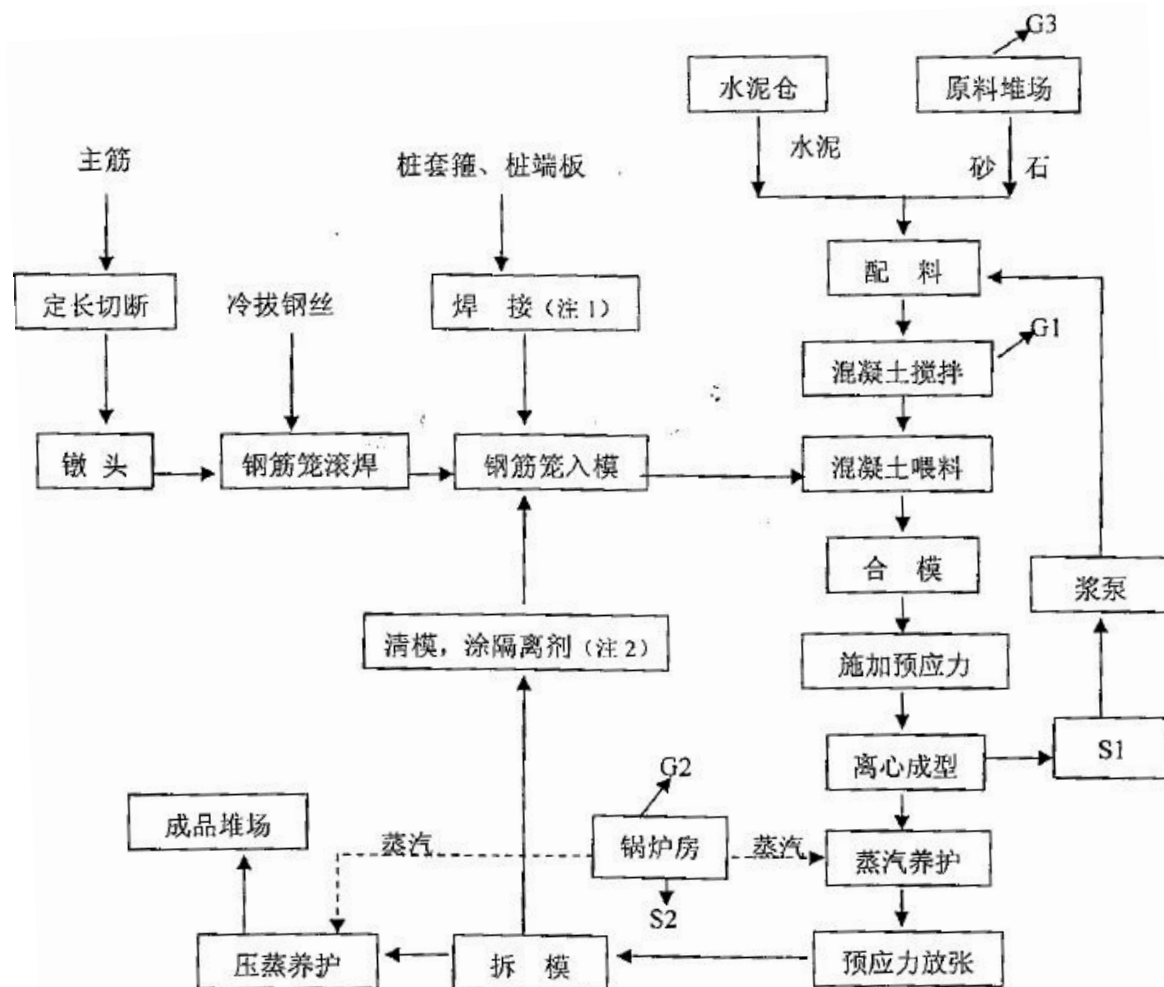 G3
水泥仓
原料堆场
水泥
砂 石
主筋
桩套箍、桩端板
配 料
定长切断
冷拔钢丝
焊 接（注 1）
G1
混凝土搅拌
镦 头
钢筋笼滚焊
钢筋笼入模
混凝土喂料
合 模
浆泵
清模，涂隔离剂（注 2）
施加预应力
离心成型
S1
G2
成品堆场
蒸汽
锅炉房
蒸汽
蒸汽养护
S2
压蒸养护
拆 模
预应力放张